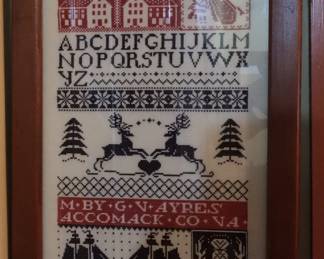 ABCDEFGHIJKLM
NOPQRSTUVWX
YZ
M·BY·G·V·AYRES'
ACCOMACK·CO·VA·